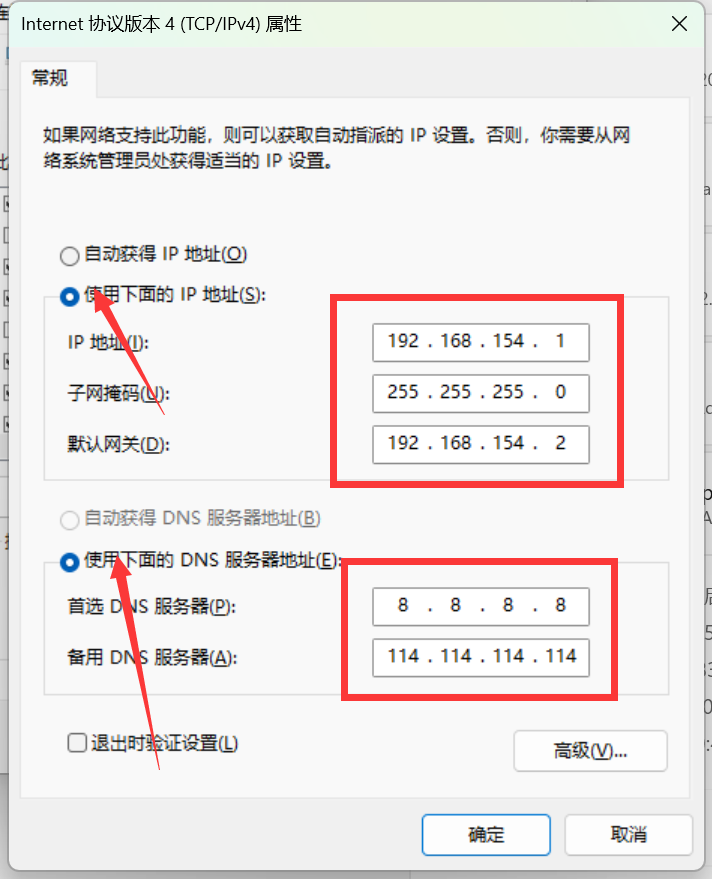 Internet 协议版本 4 (TCP/IPv4) 属性
常规
如果网络支持此功能，则可以获取自动指派的 IP 设置。否则，你需要从网
络系统管理员处获得适当的 IP 设置。
自动获得 IP 地址(O)
使用下面的 IP 地址(S):
IP 地址(I): 192 . 168 . 154 . 1
子网掩码(U): 255 . 255 . 255 . 0
默认网关(D): 192 . 168 . 154 . 2
自动获得 DNS 服务器地址(B)
使用下面的 DNS 服务器地址(E):
首选 DNS 服务器(P): 8 . 8 . 8 . 8
备用 DNS 服务器(A): 114 . 114 . 114 . 114
退出时验证设置(L)
高级(V)...
确定 取消